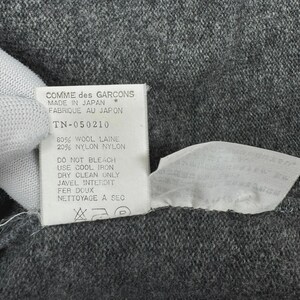 COMME des GARCONS
MADE IN JAPAN *
FABRIQUE AU JAPON
TN-050210
80% WOOL LAINE
20% NYLON NYLON
DO NOT BLEACH
USE COOL IRON
DRY CLEAN ONLY
JAVEL INTERDIT
FER DOUX
NETTOYAGE A SEC